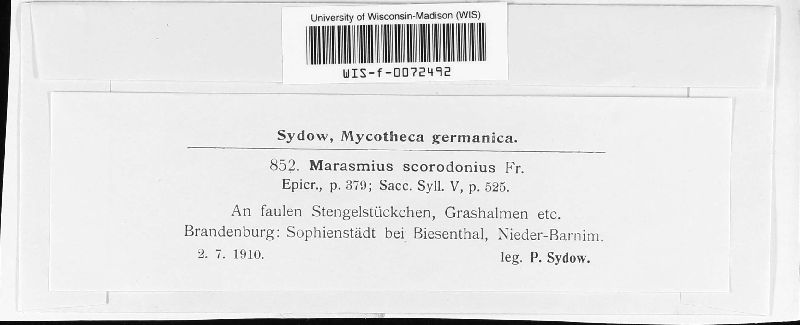 University of Wisconsin-Madison (WIS)
WIS-f-0072492
Sydow, Mycotheca germanica.
852. Marasmius scorodonius Fr.
Epicr., p. 379; Sacc. Syll. V, p. 525.
An faulen Stengelstückchen, Grashalmen etc.
Brandenburg: Sophienstädt bei Biesenthal, Nieder-Barnim.
2. 7. 1910. leg. P. Sydow.